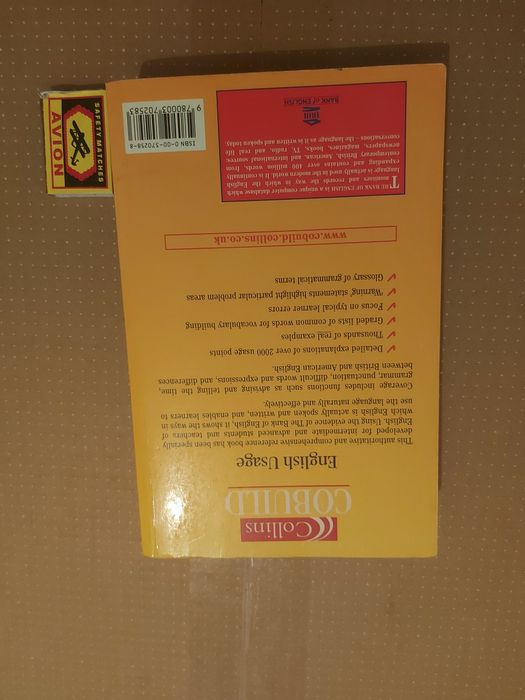 Collins
COBUILD
English Usage
This authoritative and comprehensive reference book has been specially
developed for intermediate and advanced students and teachers of
English. Using the evidence of The Bank of English, it shows the ways in
which English is actually spoken and written, and enables learners to
use the language naturally and effectively.
Coverage includes functions such as advising and telling the time,
grammar, punctuation, difficult words and expressions, and differences
between British and American English.
✓ Detailed explanations of over 2000 usage points
✓ Thousands of real examples
✓ Graded lists of common words for vocabulary building
✓ Focus on typical learner errors
✓ 'Warning' statements highlight particular problem areas
✓ Glossary of grammatical terms
www.cobuild.collins.co.uk
THE BANK OF ENGLISH is a unique computer database which
monitors and records the way in which the English
language is actually used in the modern world. It is continually
expanding and contains over 400 million words, from
contemporary British, American, and international sources:
newspapers, magazines, books, TV, radio, and real life
conversations – the language as it is written and spoken today.
BANK of ENGLISH
ISBN 0-00-370258-8
9 780003 702583
SAFETY MATCHES
AVION